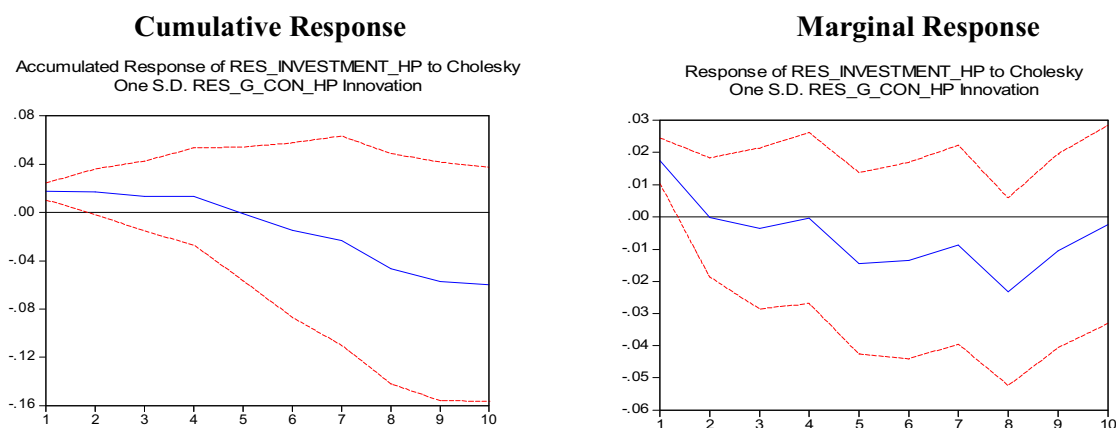 Cumulative Response
Accumulated Response of RES_INVESTMENT_HP to Cholesky
One S.D. RES_G_CON_HP Innovation
.08
.04
.00
-.04
-.08
-.12
-.16
1 2 3 4 5 6 7 8 9 10
Marginal Response
Response of RES_INVESTMENT_HP to Cholesky
One S.D. RES_G_CON_HP Innovation
.03
.02
.01
.00
-.01
-.02
-.03
-.04
-.05
-.06
1 2 3 4 5 6 7 8 9 10